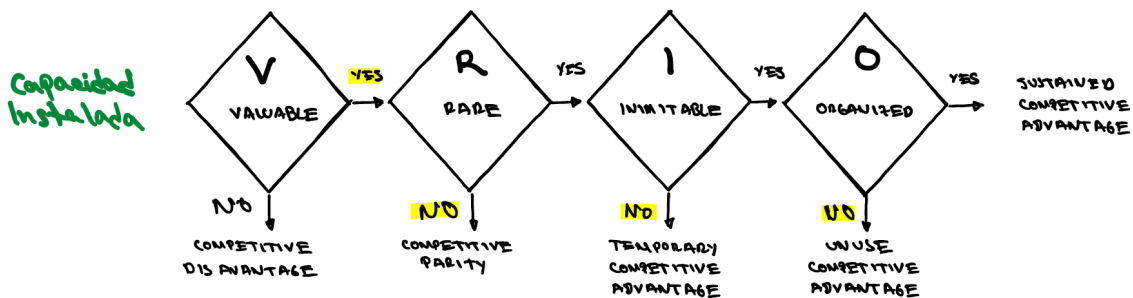 Capacidad
Instalada
V
VALUABLE
YES
R
RARE
YES
I
INIMITABLE
YES
O
ORGANIZED
YES
SUSTAINED
COMPETITIVE
ADVANTAGE
NO
COMPETITIVE
DISAVANTAGE
NO
COMPETITIVE
PARITY
NO
TEMPORARY
COMPETITIVE
ADVANTAGE
NO
UNUSE
COMPETITIVE
ADVANTAGE